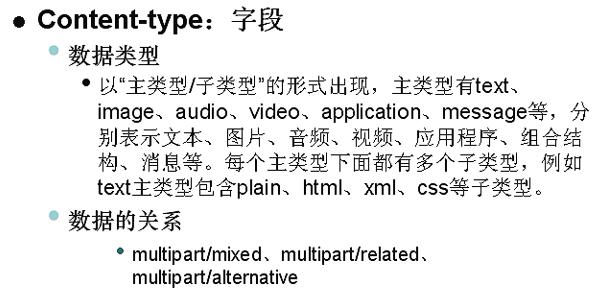 Content-type：字段
数据类型
以“主类型/子类型”的形式出现，主类型有text、
image、audio、video、application、message等，分
别表示文本、图片、音频、视频、应用程序、组合结
构、消息等。每个主类型下面都有多个子类型，例如
text主类型包含plain、html、xml、css等子类型。
数据的关系
multipart/mixed、multipart/related、
multipart/alternative